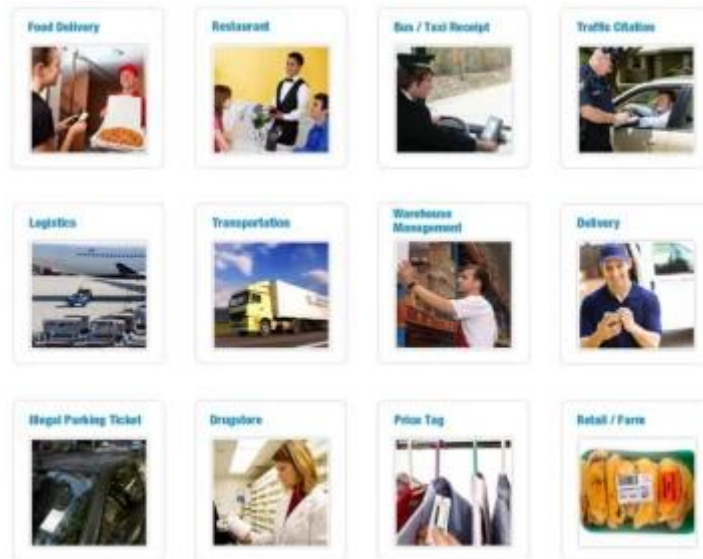 Food Delivery
Restaurant
Bus / Taxi Receipt
Traffic Citation
Logistics
Transportation
Warehouse
Management
Delivery
Illegal Parking Ticket
Drugstore
Price Tag
Retail / Farm